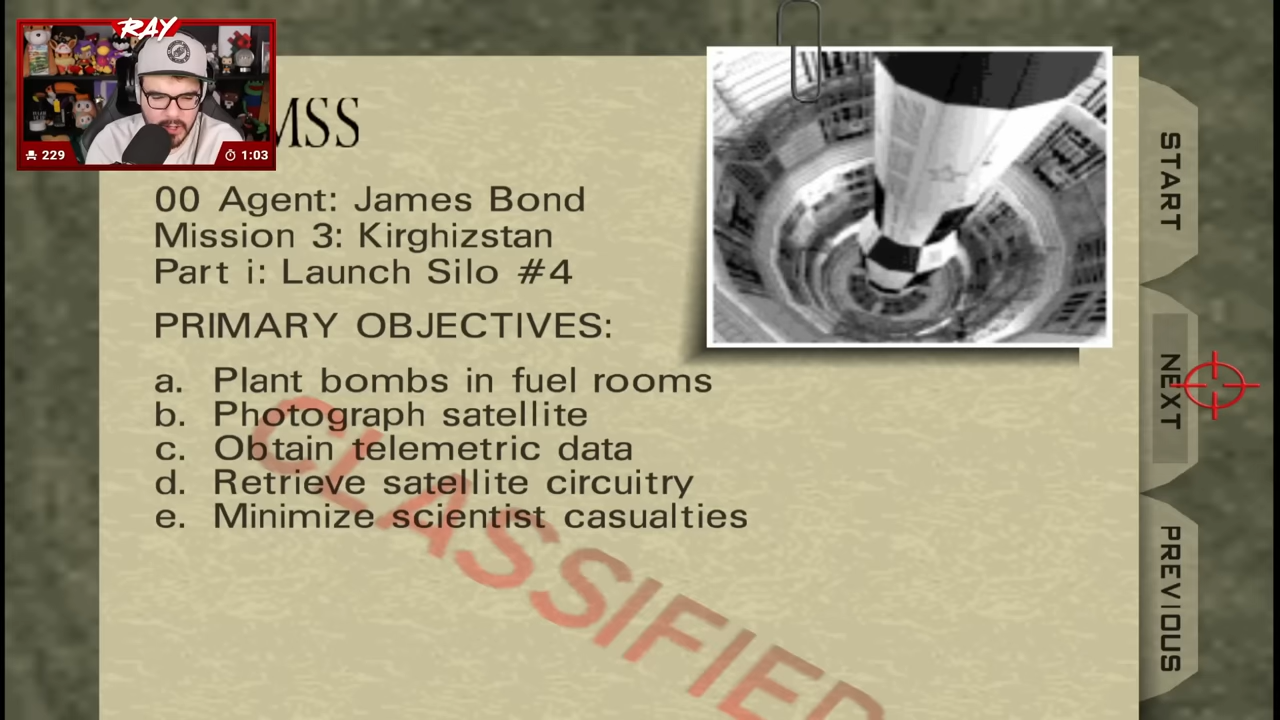 RAY
229
1:03
MSS
00 Agent: James Bond
Mission 3: Kirghizstan
Part i: Launch Silo #4
PRIMARY OBJECTIVES:
a. Plant bombs in fuel rooms
b. Photograph satellite
c. Obtain telemetric data
d. Retrieve satellite circuitry
e. Minimize scientist casualties
CLASSIFIED
START
NEXT
PREVIOUS